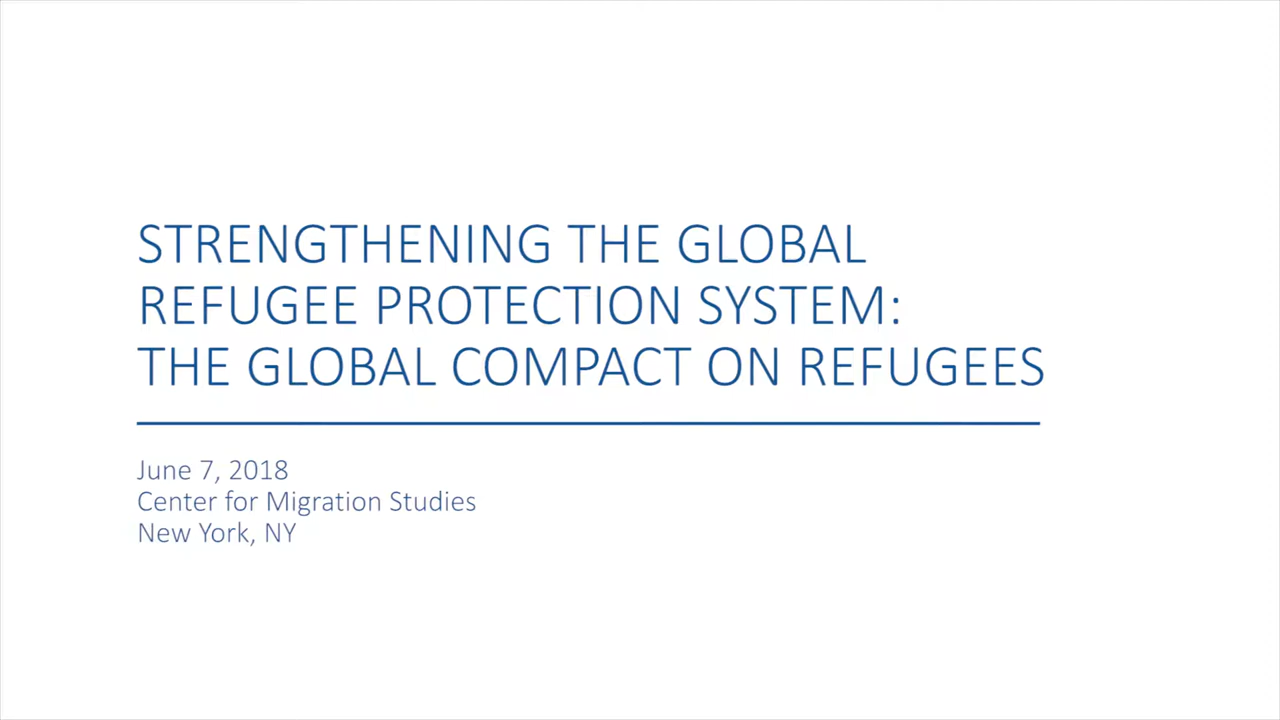 STRENGTHENING THE GLOBAL
REFUGEE PROTECTION SYSTEM:
THE GLOBAL COMPACT ON REFUGEES
June 7, 2018
Center for Migration Studies
New York, NY